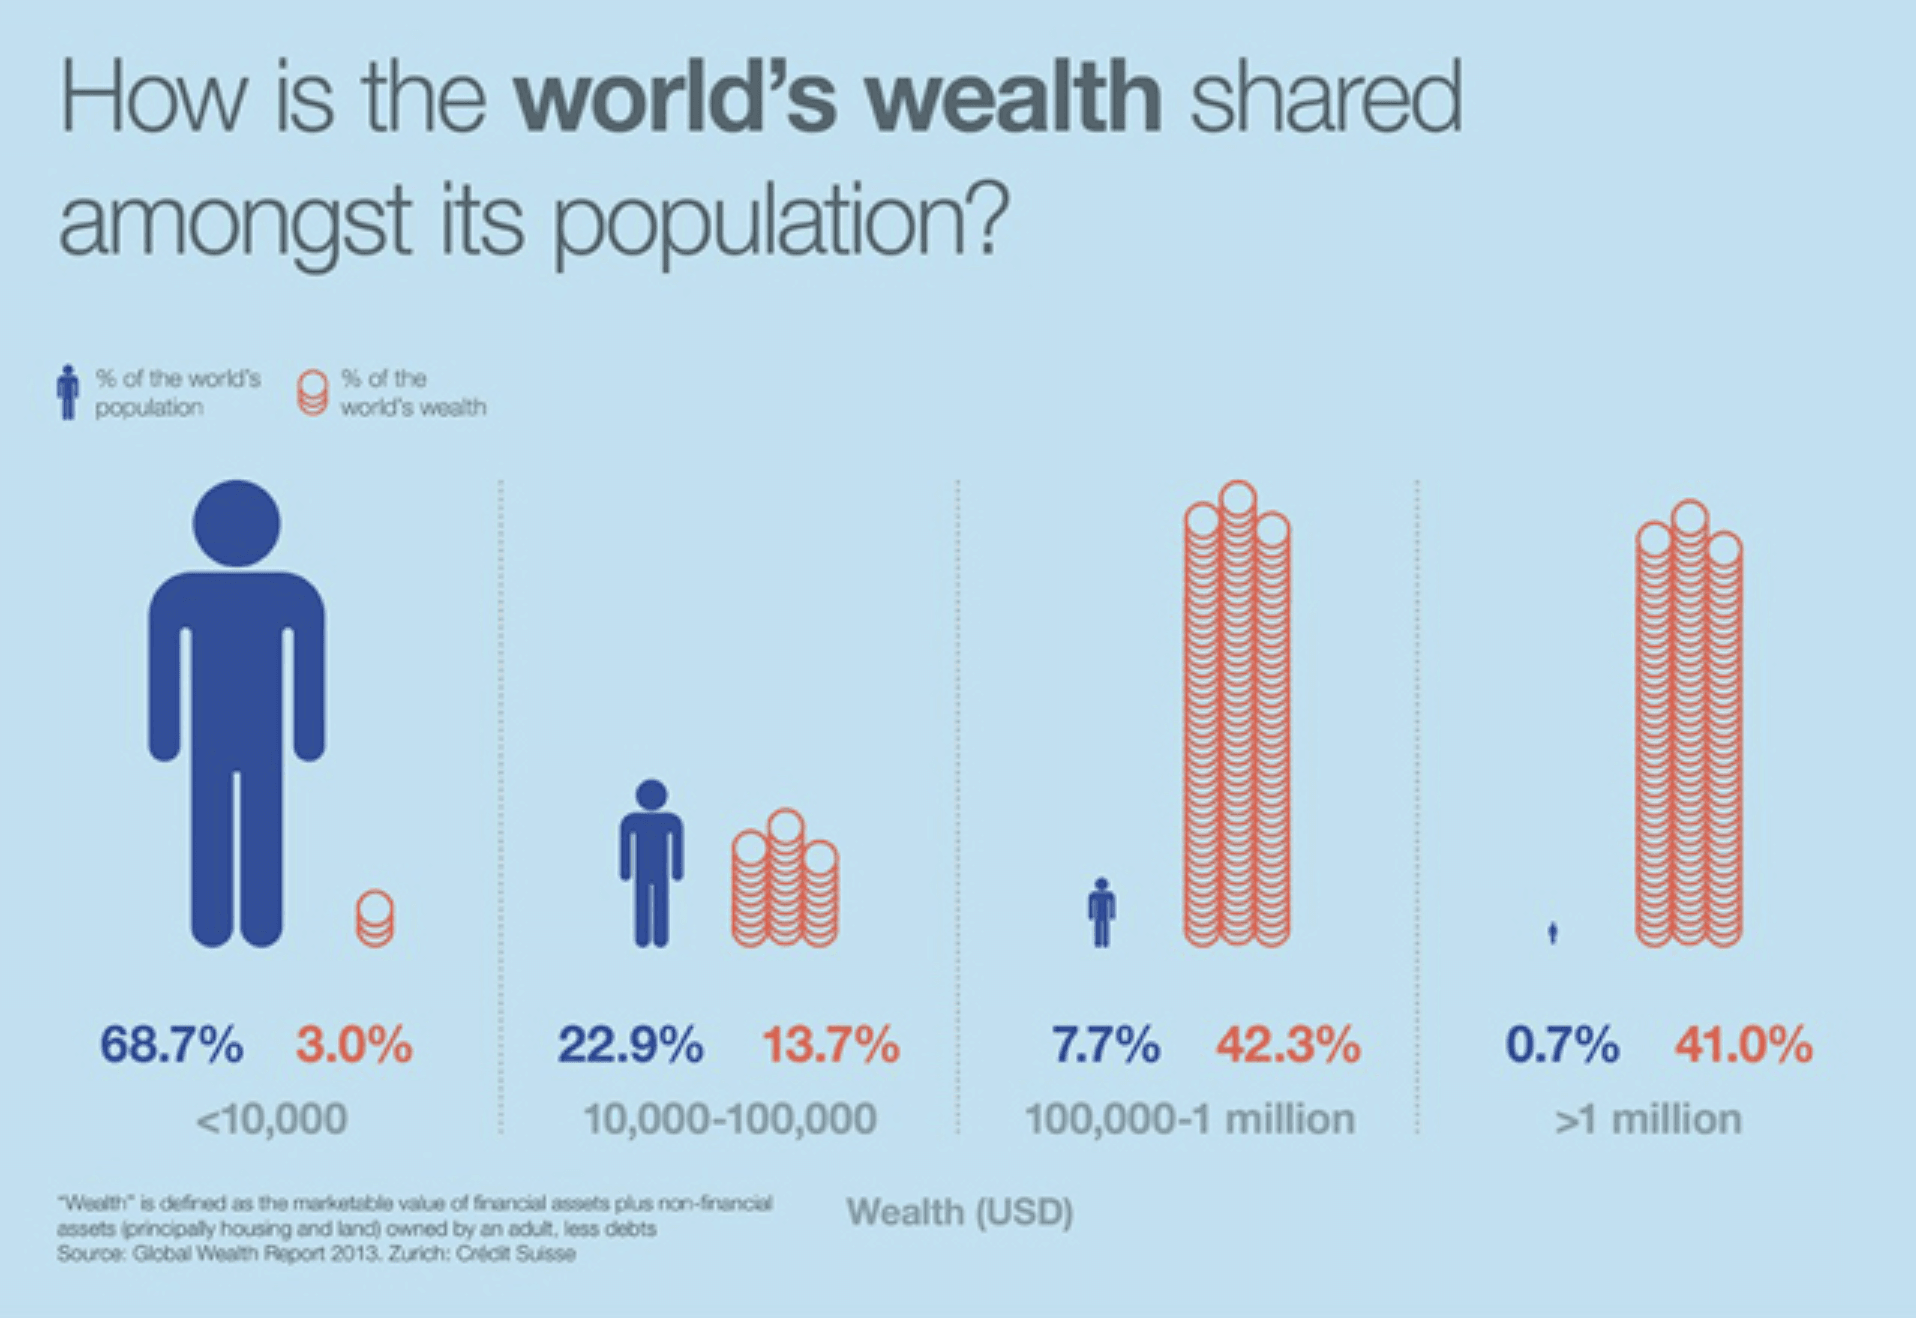 How is the world's wealth shared
amongst its population?
% of the world's
population
% of the
world's wealth
68.7% 3.0%
<10,000
22.9% 13.7%
10,000-100,000
7.7% 42.3%
100,000-1 million
0.7% 41.0%
>1 million
"Wealth" is defined as the marketable value of financial assets plus non-financial
assets (principally housing and land) owned by an adult, less debts
Source: Global Wealth Report 2013. Zurich: Crédit Suisse
Wealth (USD)